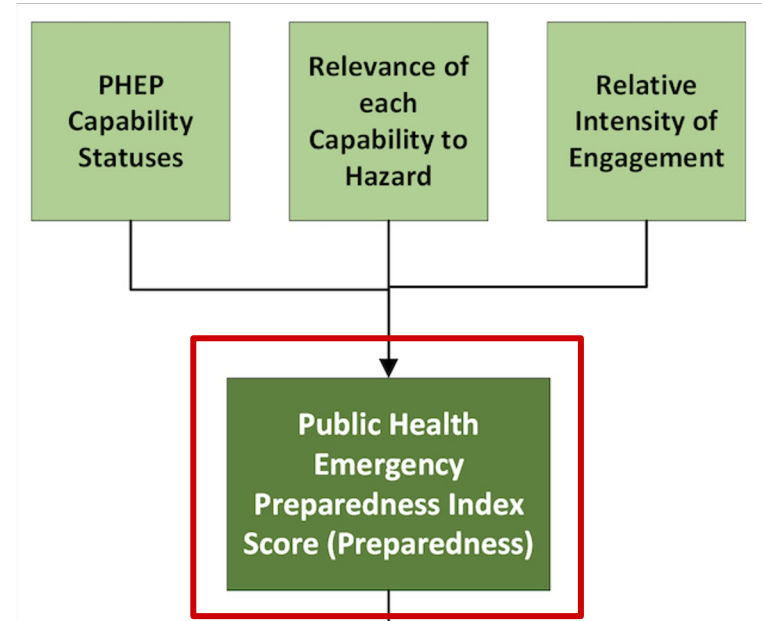 PHEP
Capability
Statuses
Relevance of
each
Capability to
Hazard
Relative
Intensity of
Engagement
Public Health
Emergency
Preparedness Index
Score (Preparedness)